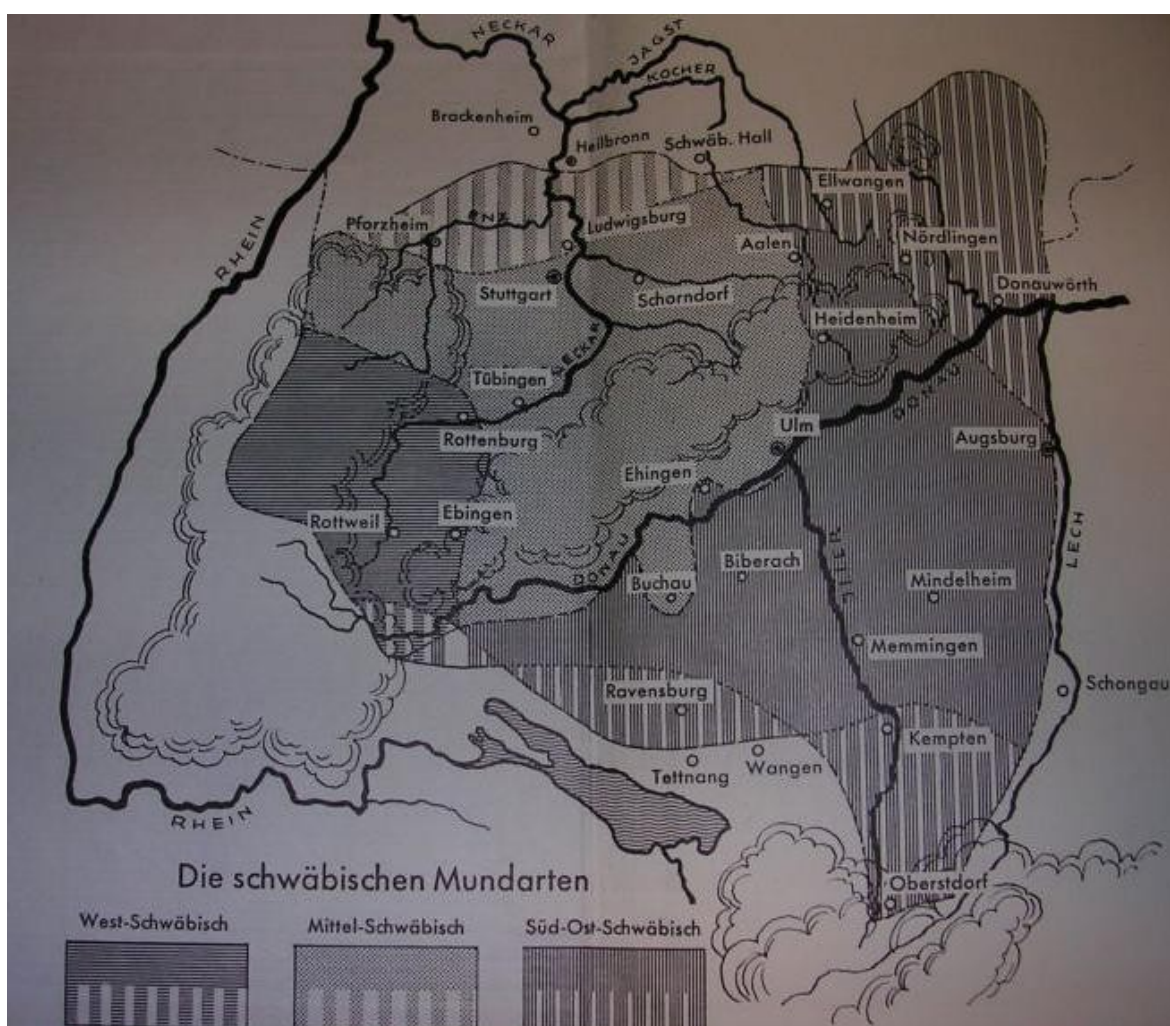 NECKAR
JAGST
KOCHER
Brackenheim
Heilbronn
Schwäb. Hall
Ellwangen
RHEIN
Pforzheim
ENZ
Ludwigsburg
Aalen
Nördlingen
Stuttgart
Schorndorf
Donauwörth
Heidenheim
NECKAR
Tübingen
DONAU
Rottenburg
Ulm
Augsburg
Ehingen
Rottweil
Ebingen
LECH
DONAU
Buchau
Biberach
ILLER
Mindelheim
Memmingen
Ravensburg
Schongau
Kempten
Tettnang
Wangen
RHEIN
Die schwäbischen Mundarten
Oberstdorf
West-Schwäbisch
Mittel-Schwäbisch
Süd-Ost-Schwäbisch